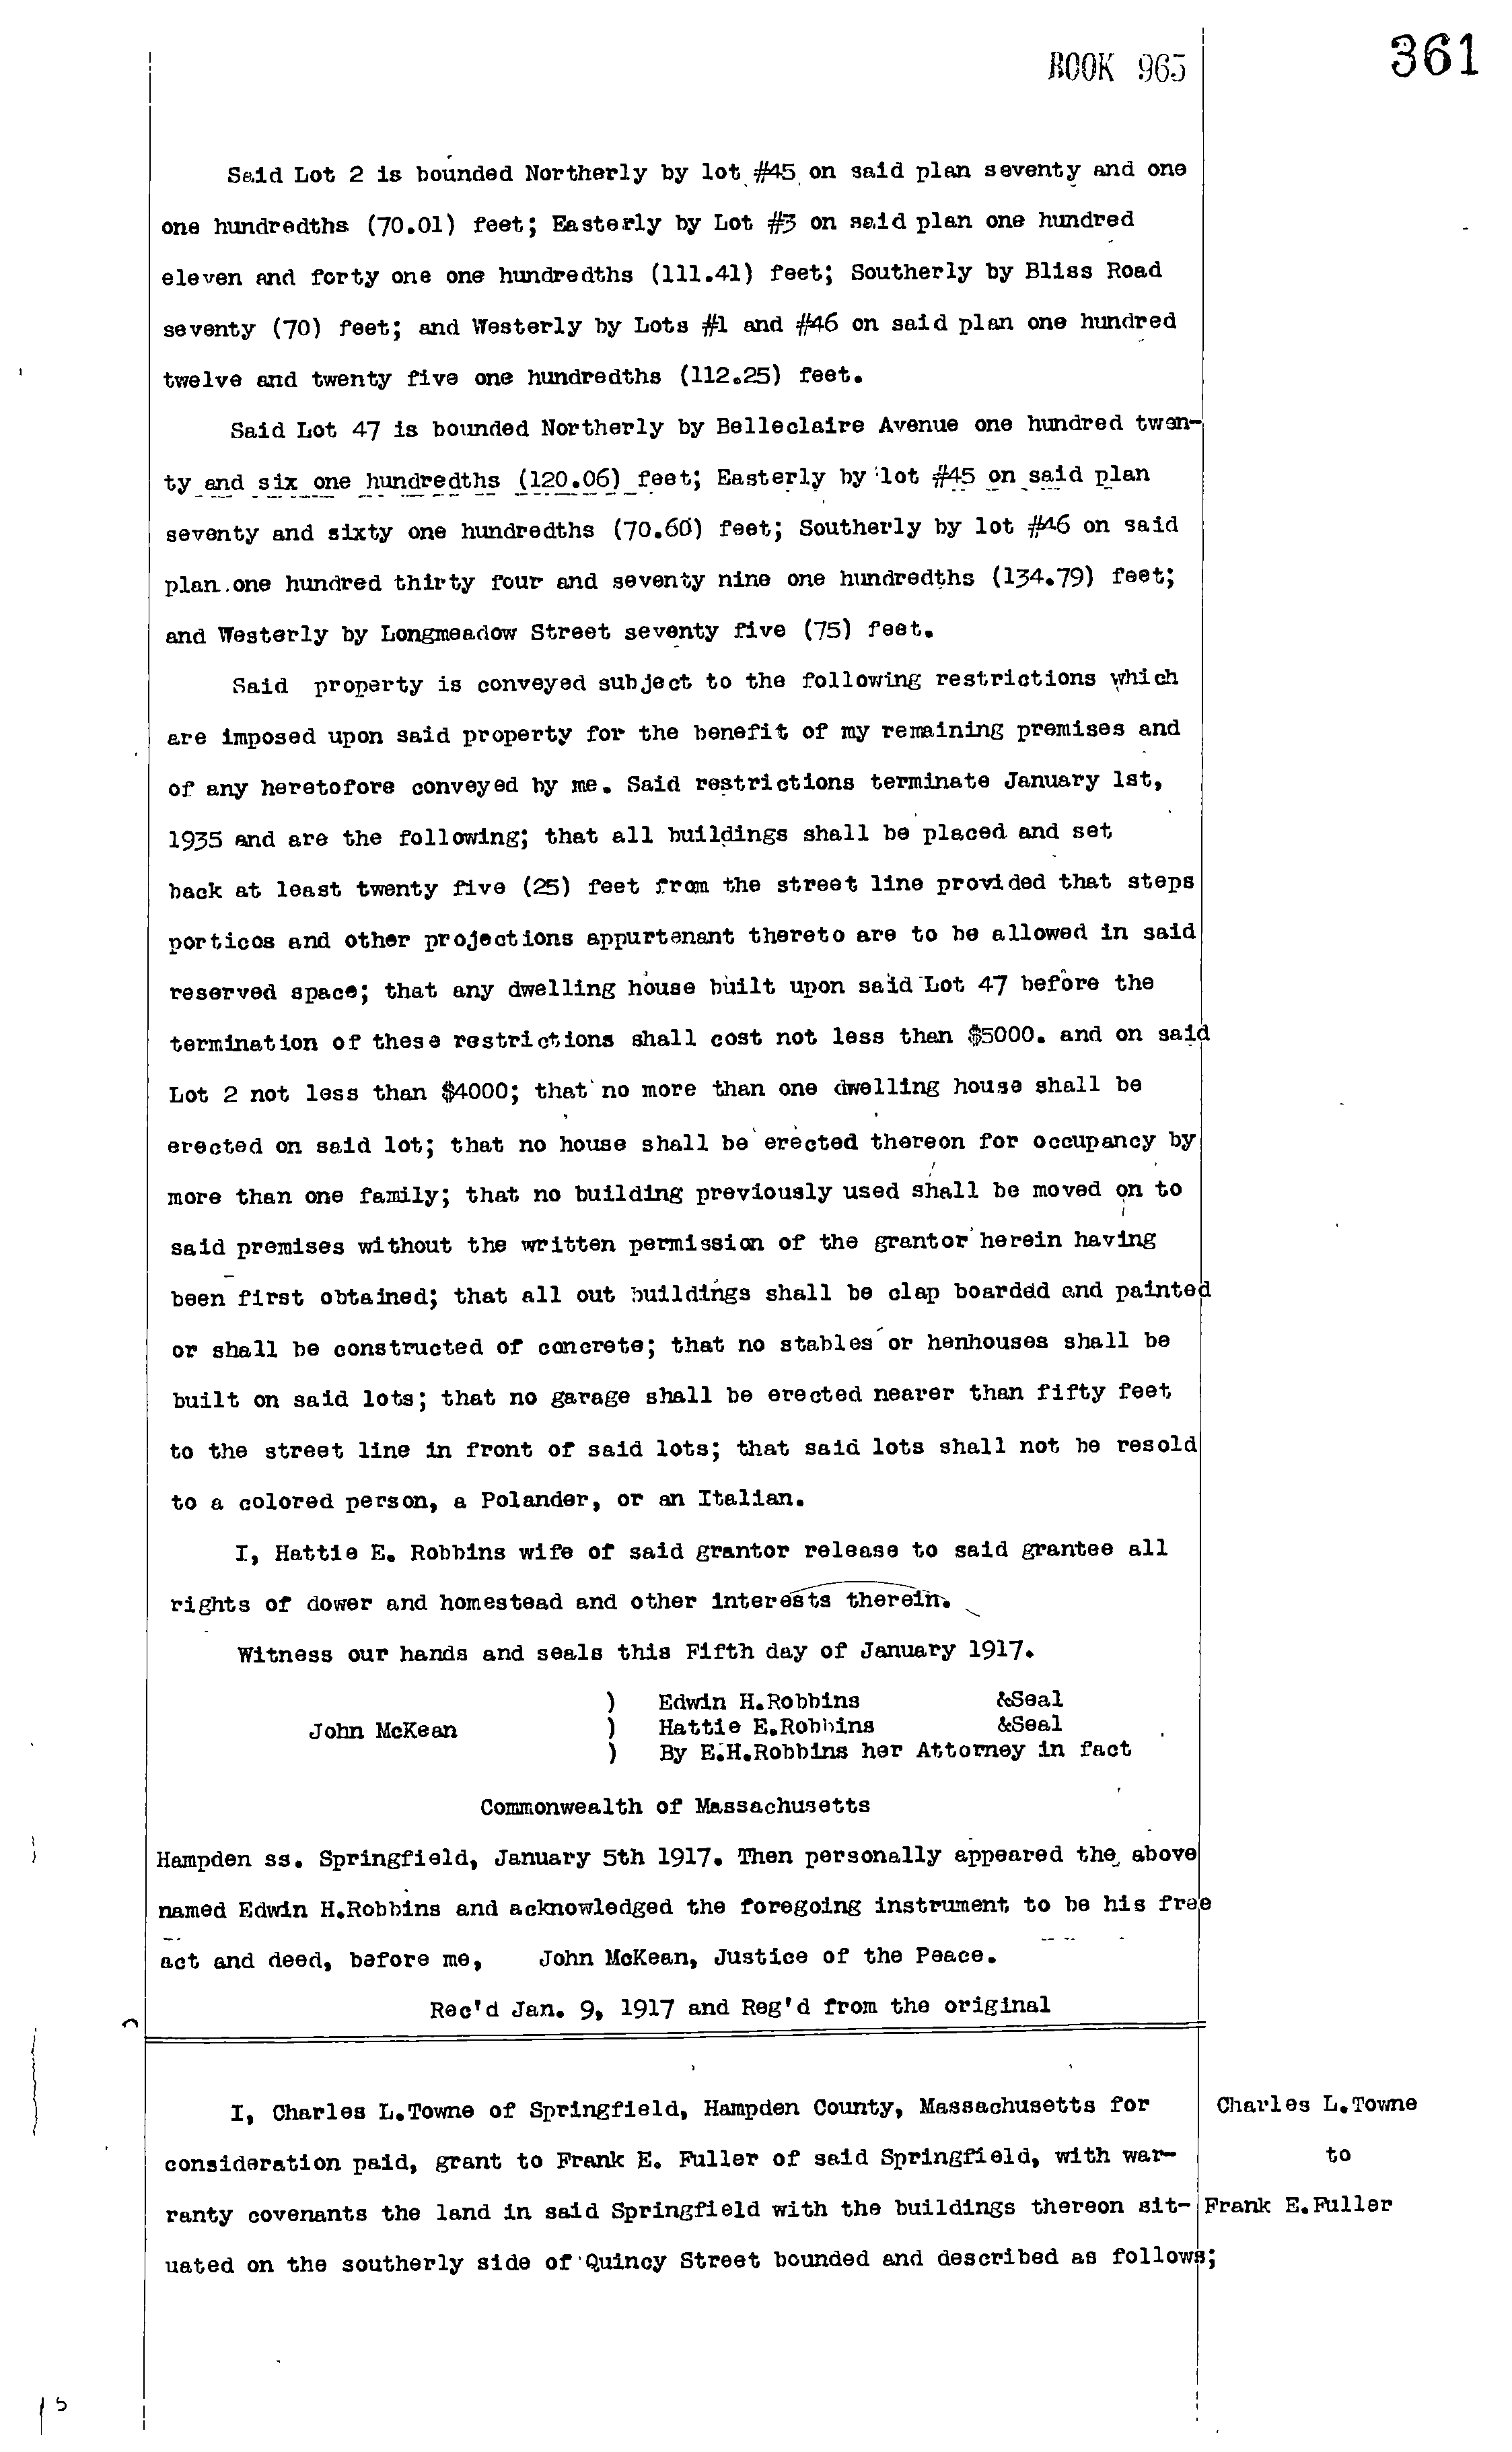 BOOK 965
361
Said Lot 2 is bounded Northerly by lot #45 on said plan seventy and one
one hundredths (70.01) feet; Easterly by Lot #3 on said plan one hundred
eleven and forty one one hundredths (111.41) feet; Southerly by Bliss Road
seventy (70) feet; and Westerly by Lots #1 and #46 on said plan one hundred
twelve and twenty five one hundredths (112.25) feet.
Said Lot 47 is bounded Northerly by Belleclaire Avenue one hundred twen-
ty and six one hundredths (120.06) feet; Easterly by lot #45 on said plan
seventy and sixty one hundredths (70.60) feet; Southerly by lot #46 on said
plan one hundred thirty four and seventy nine one hundredths (134.79) feet;
and Westerly by Longmeadow Street seventy five (75) feet.
Said property is conveyed subject to the following restrictions which
are imposed upon said property for the benefit of my remaining premises and
of any heretofore conveyed by me. Said restrictions terminate January 1st,
1935 and are the following; that all buildings shall be placed and set
back at least twenty five (25) feet from the street line provided that steps
porticos and other projections appurtenant thereto are to be allowed in said
reserved space; that any dwelling house built upon said Lot 47 before the
termination of these restrictions shall cost not less than $5000. and on said
Lot 2 not less than $4000; that no more than one dwelling house shall be
erected on said lot; that no house shall be erected thereon for occupancy by
more than one family; that no building previously used shall be moved on to
said premises without the written permission of the grantor herein having
been first obtained; that all out buildings shall be clap boarded and painted
or shall be constructed of concrete; that no stables or henhouses shall be
built on said lots; that no garage shall be erected nearer than fifty feet
to the street line in front of said lots; that said lots shall not be resold
to a colored person, a Polander, or an Italian.
I, Hattie E. Robbins wife of said grantor release to said grantee all
rights of dower and homestead and other interests therein.
Witness our hands and seals this Fifth day of January 1917.
) Edwin H.Robbins &Seal
John McKean ) Hattie E.Robbins &Seal
) By E.H.Robbins her Attorney in fact
Commonwealth of Massachusetts
Hampden ss. Springfield, January 5th 1917. Then personally appeared the above
named Edwin H.Robbins and acknowledged the foregoing instrument to be his free
act and deed, before me, John McKean, Justice of the Peace.
Rec'd Jan. 9, 1917 and Reg'd from the original
I, Charles L.Towne of Springfield, Hampden County, Massachusetts for
consideration paid, grant to Frank E. Fuller of said Springfield, with war-
ranty covenants the land in said Springfield with the buildings thereon sit-
uated on the southerly side of Quincy Street bounded and described as follows;
Charles L.Towne
to
Frank E.Fuller